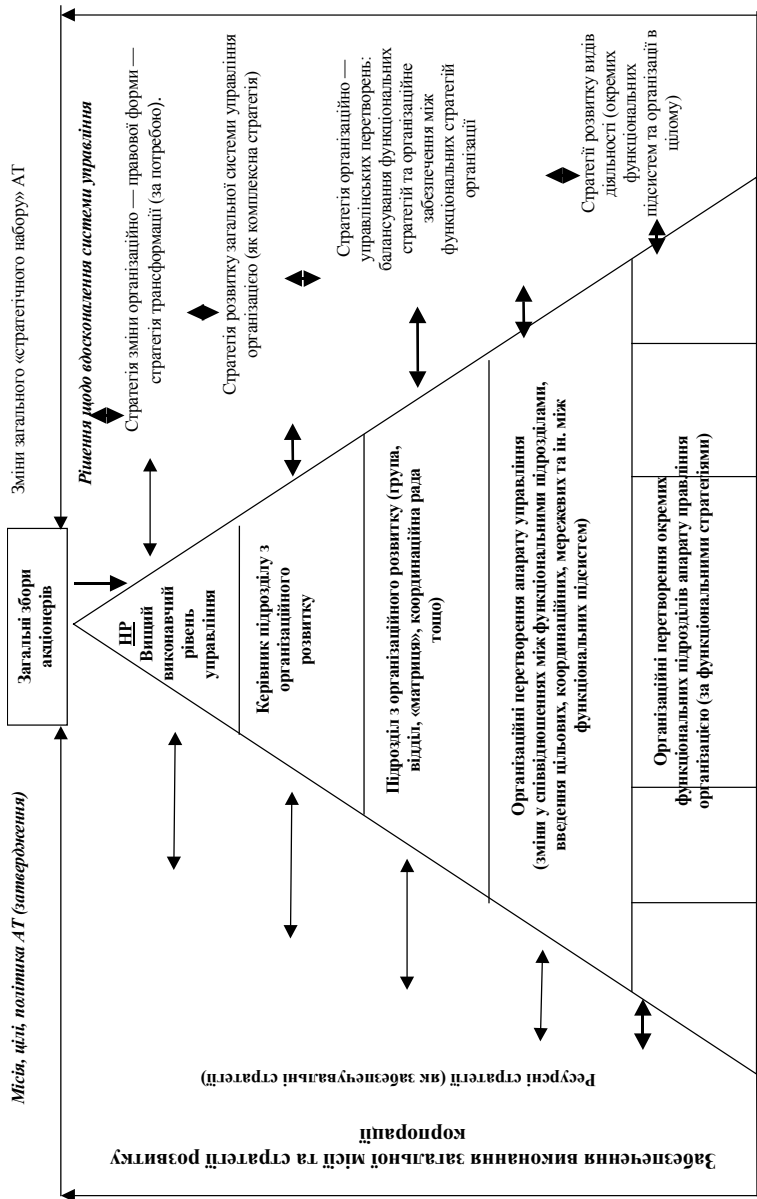 Загальні збори
акціонерів
Місія, цілі, політика АТ (затвердження)
Зміни загального «стратегічного набору» АТ
Рішення щодо вдосконалення системи управління
НР
Вищий
виконавчий
рівень
управління
Керівник підрозділу з
організаційного
розвитку
Підрозділ з організаційного розвитку (група,
відділ, «матриця», координаційна рада
тощо)
Організаційні перетворення апарату управління
(зміни у співвідношеннях між функціональними підрозділами,
введення цільових, координаційних, мережевих та ін. між
функціональних підсистем)
Організаційні перетворення окремих
функціональних підрозділів апарату правління
організацією (за функціональними стратегіями)
Стратегія зміни організаційно — правової форми —
стратегія трансформації (за потребою).
Стратегія розвитку загальної системи управління
організацією (як комплексна стратегія)
Стратегія організаційно —
управлінських перетворень:
балансування функціональних
стратегій та організаційне
забезпечення між
функціональних стратегій
організації
Стратегії розвитку видів
діяльності (окремих
функціональних
підсистем та організації в
цілому)
Ресурсні стратегії (як забезпечувальні стратегії)
Забезпечення виконання загальної місії та стратегії розвитку
корпорації